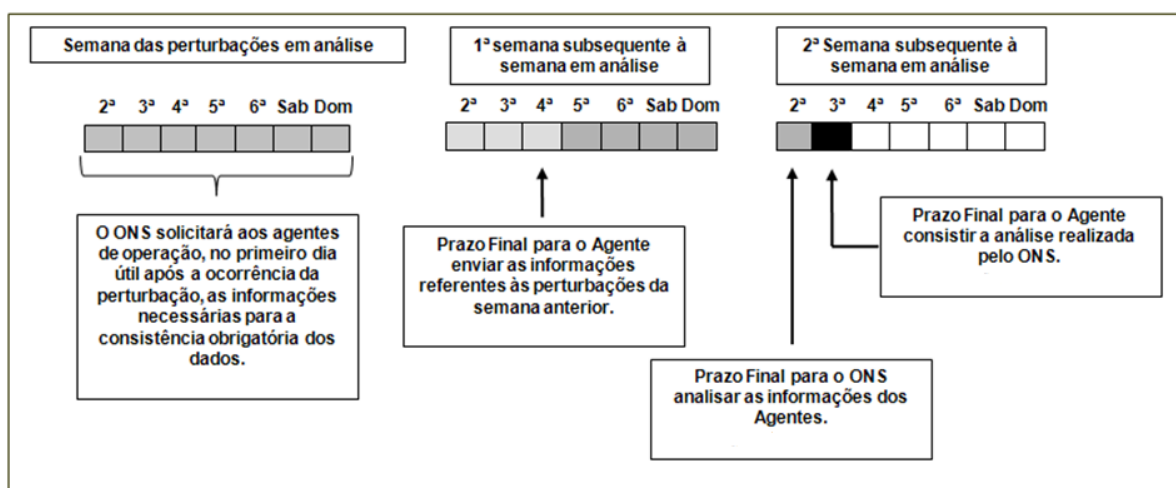 Semana das perturbações em análise
1ª semana subsequente à
semana em análise
2ª Semana subsequente à
semana em análise
2ª 3ª 4ª 5ª 6ª Sab Dom
2ª 3ª 4ª 5ª 6ª Sab Dom
2ª 3ª 4ª 5ª 6ª Sab Dom
O ONS solicitará aos agentes
de operação, no primeiro dia
útil após a ocorrência da
perturbação, as informações
necessárias para a
consistência obrigatória dos
dados.
Prazo Final para o Agente
enviar as informações
referentes às perturbações da
semana anterior.
Prazo Final para o Agente
consistir a análise realizada
pelo ONS.
Prazo Final para o ONS
analisar as informações dos
Agentes.